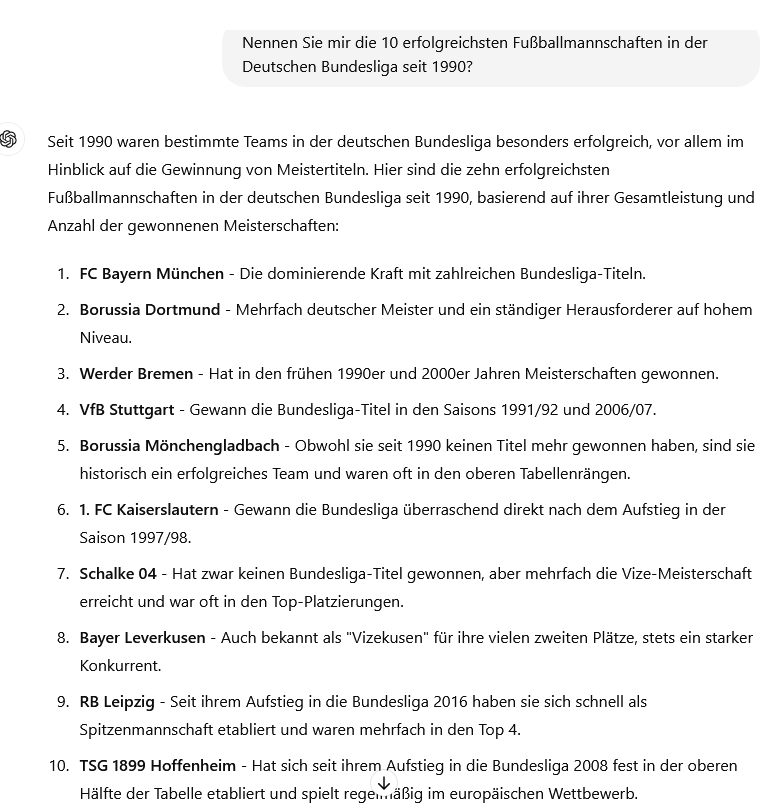 Nennen Sie mir die 10 erfolgreichsten Fußballmannschaften in der
Deutschen Bundesliga seit 1990?
Seit 1990 waren bestimmte Teams in der deutschen Bundesliga besonders erfolgreich, vor allem im
Hinblick auf die Gewinnung von Meistertiteln. Hier sind die zehn erfolgreichsten
Fußballmannschaften in der deutschen Bundesliga seit 1990, basierend auf ihrer Gesamtleistung und
Anzahl der gewonnenen Meisterschaften:
1. FC Bayern München - Die dominierende Kraft mit zahlreichen Bundesliga-Titeln.
2. Borussia Dortmund - Mehrfach deutscher Meister und ein ständiger Herausforderer auf hohem
Niveau.
3. Werder Bremen - Hat in den frühen 1990er und 2000er Jahren Meisterschaften gewonnen.
4. VfB Stuttgart - Gewann die Bundesliga-Titel in den Saisons 1991/92 und 2006/07.
5. Borussia Mönchengladbach - Obwohl sie seit 1990 keinen Titel mehr gewonnen haben, sind sie
historisch ein erfolgreiches Team und waren oft in den oberen Tabellenrängen.
6. 1. FC Kaiserslautern - Gewann die Bundesliga überraschend direkt nach dem Aufstieg in der
Saison 1997/98.
7. Schalke 04 - Hat zwar keinen Bundesliga-Titel gewonnen, aber mehrfach die Vize-Meisterschaft
erreicht und war oft in den Top-Platzierungen.
8. Bayer Leverkusen - Auch bekannt als "Vizekusen" für ihre vielen zweiten Plätze, stets ein starker
Konkurrent.
9. RB Leipzig - Seit ihrem Aufstieg in die Bundesliga 2016 haben sie sich schnell als
Spitzenmannschaft etabliert und waren mehrfach in den Top 4.
10. TSG 1899 Hoffenheim - Hat sich seit ihrem Aufstieg in die Bundesliga 2008 fest in der oberen
Hälfte der Tabelle etabliert und spielt regelmäßig im europäischen Wettbewerb.